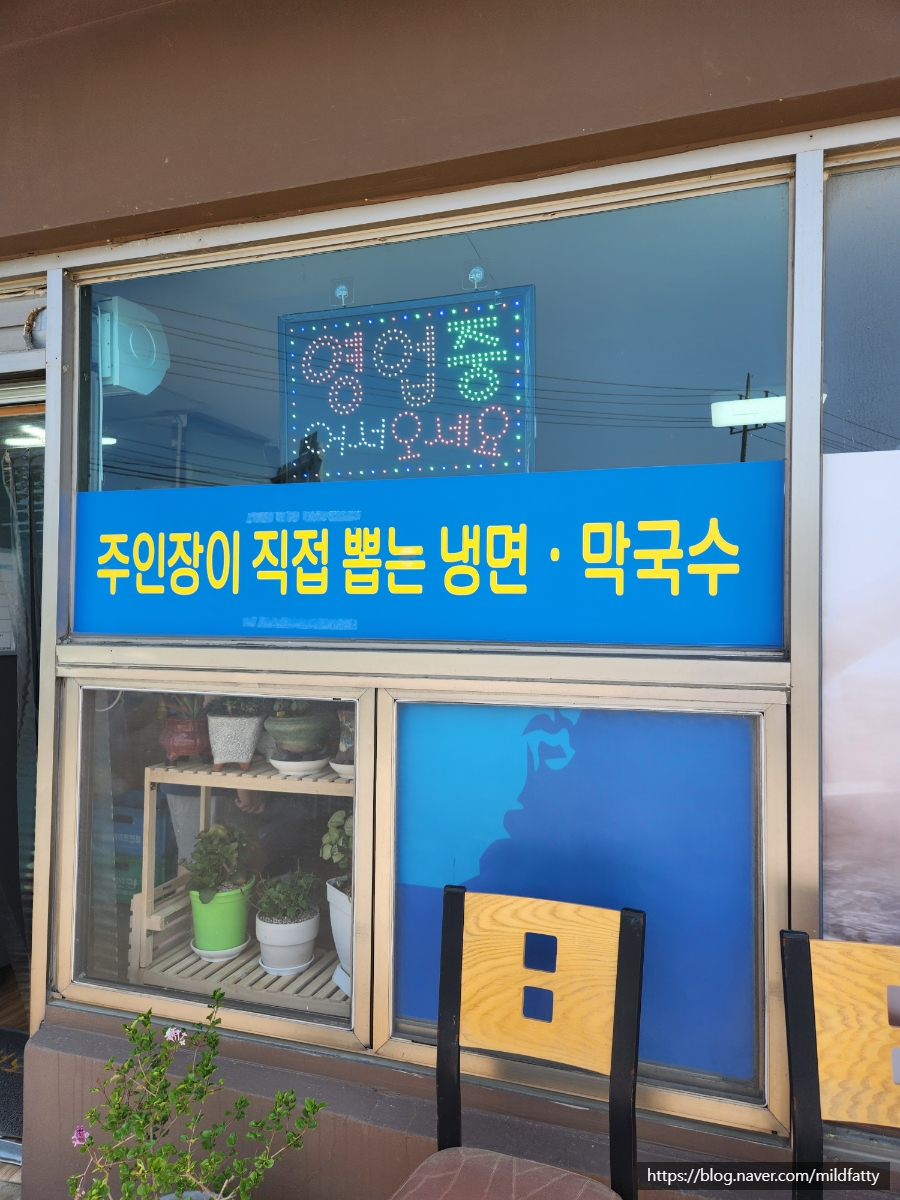 영업중
어서오세요
주인장이 직접 뽑는 냉면 · 막국수
https://blog.naver.com/mildfatty